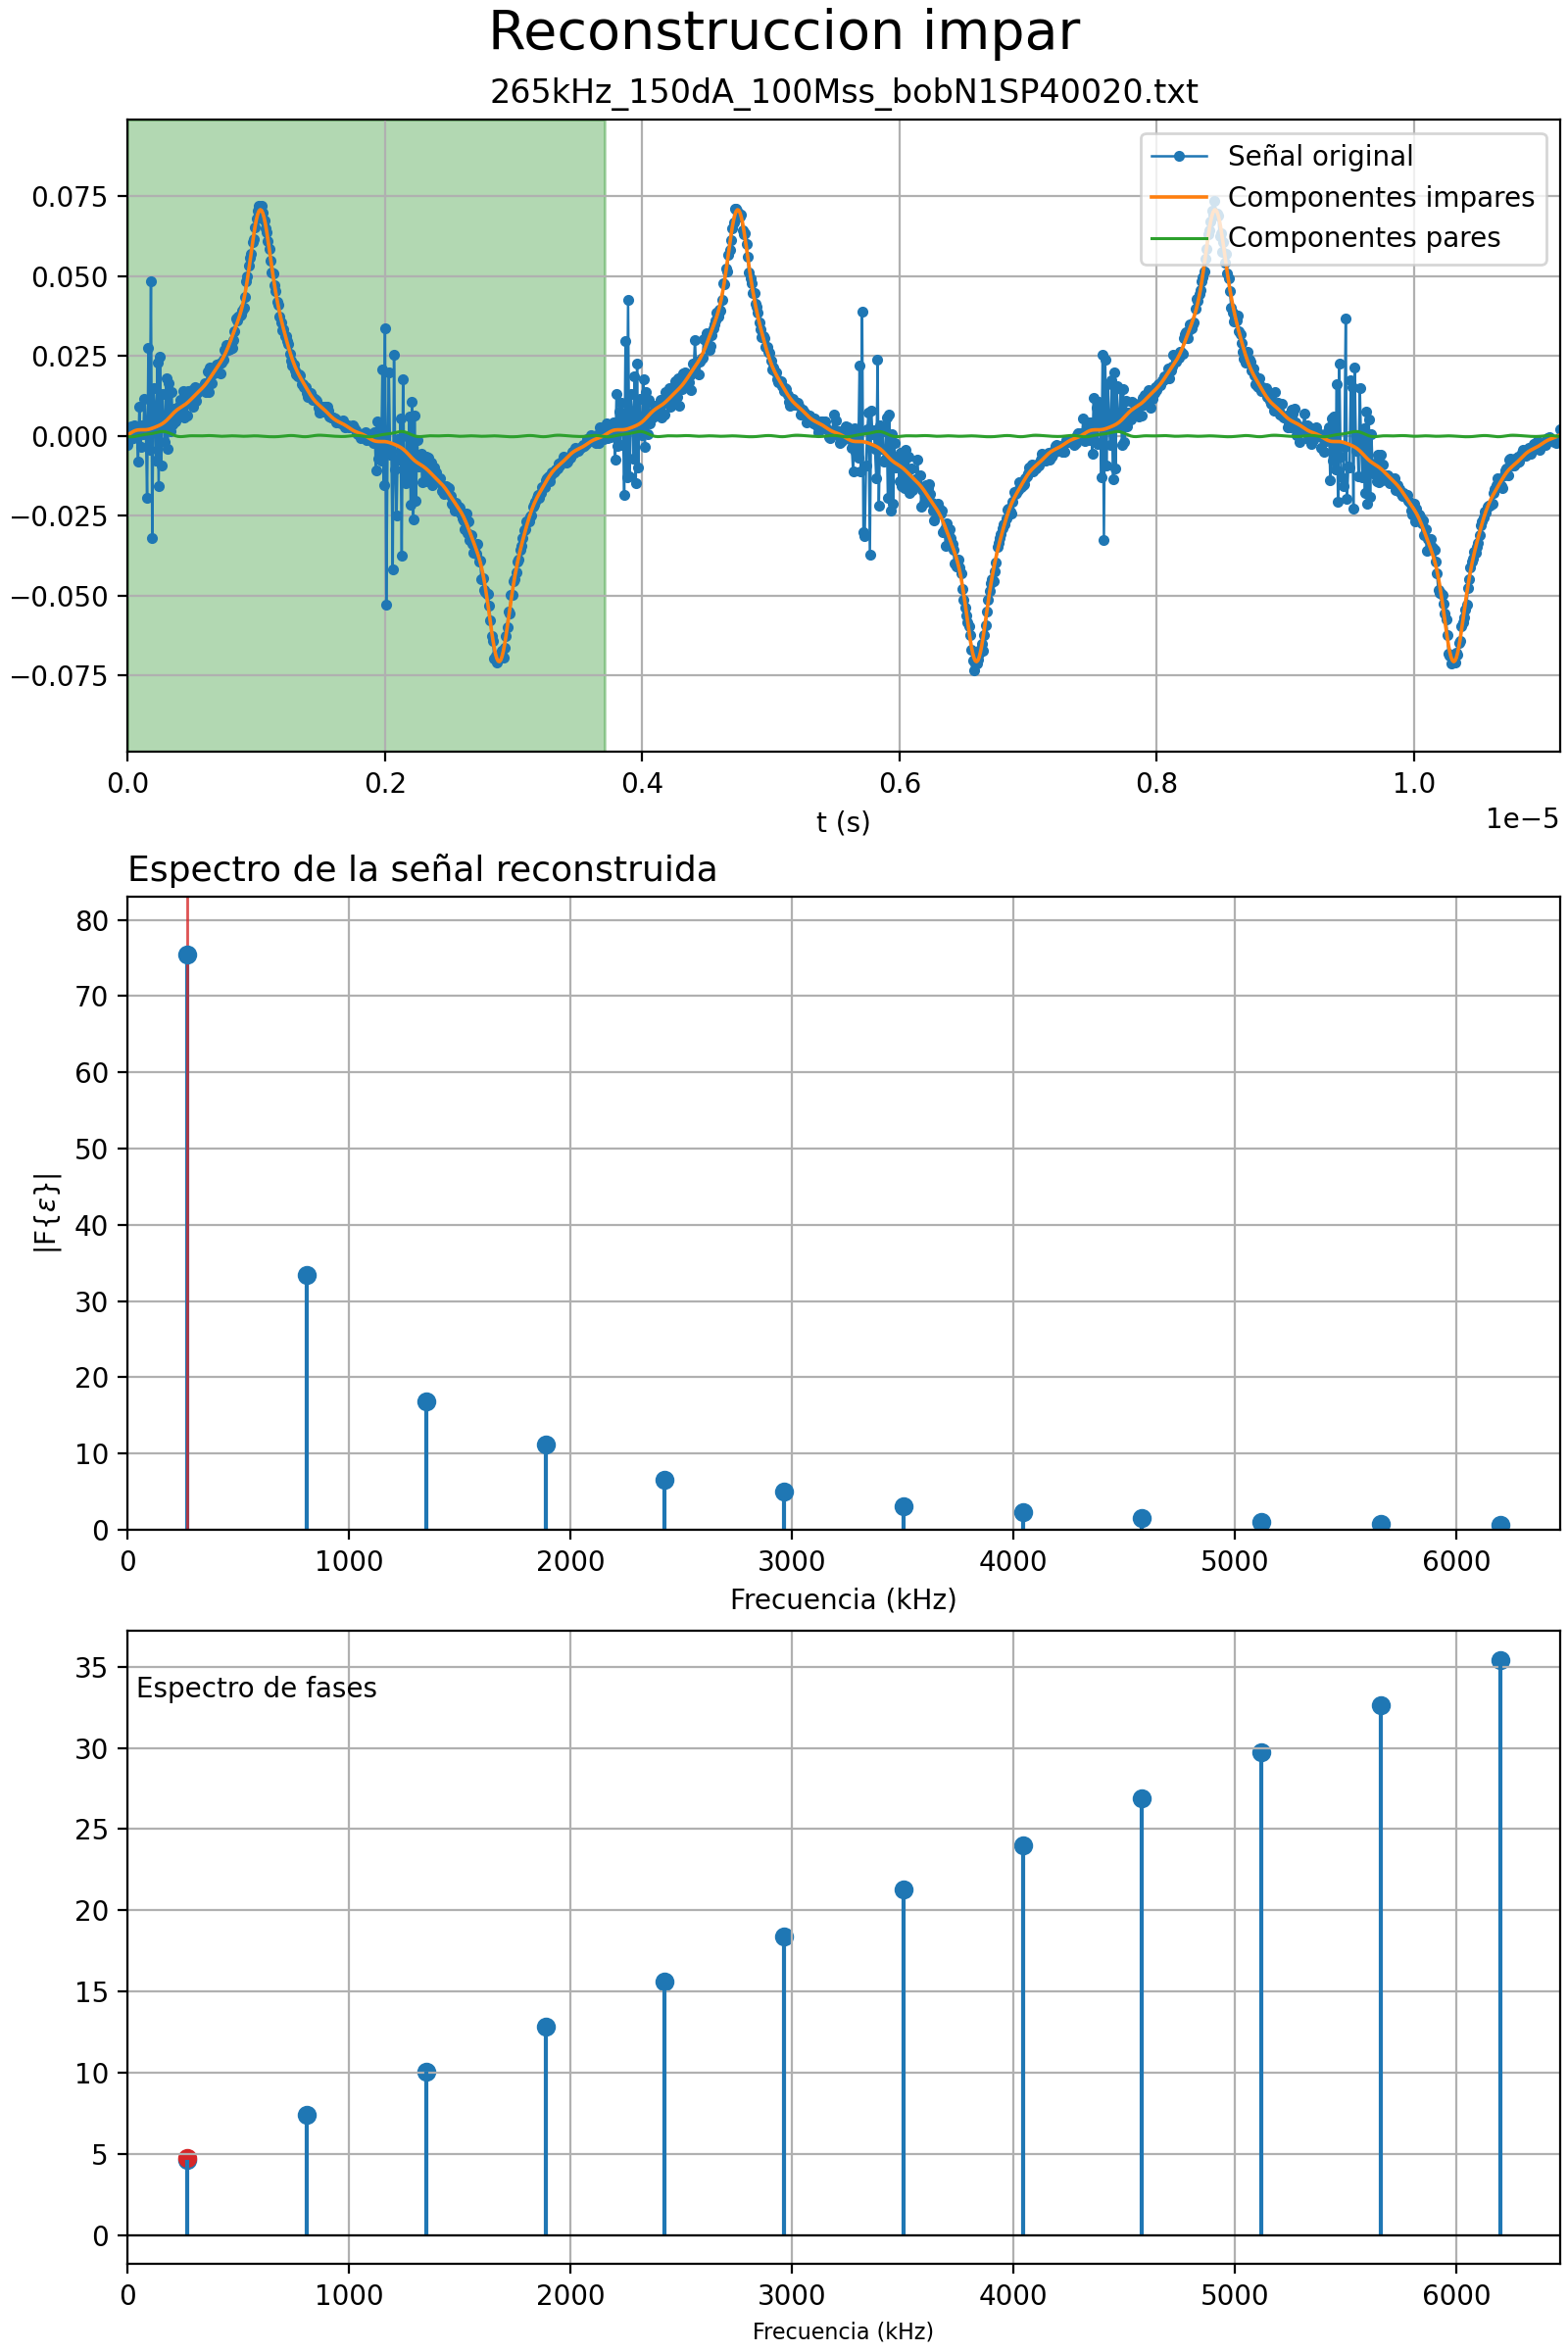 Reconstruccion impar
265kHz_150dA_100Mss_bobN1SP40020.txt
Señal original
Componentes impares
Componentes pares
0.075
0.050
0.025
0.000
−0.025
−0.050
−0.075
0.0 0.2 0.4 0.6 0.8 1.0
1e−5
t (s)
Espectro de la señal reconstruida
80
70
60
50
40
30
20
10
0
|F{ε}|
0 1000 2000 3000 4000 5000 6000
Frecuencia (kHz)
Espectro de fases
35
30
25
20
15
10
5
0
0 1000 2000 3000 4000 5000 6000
Frecuencia (kHz)